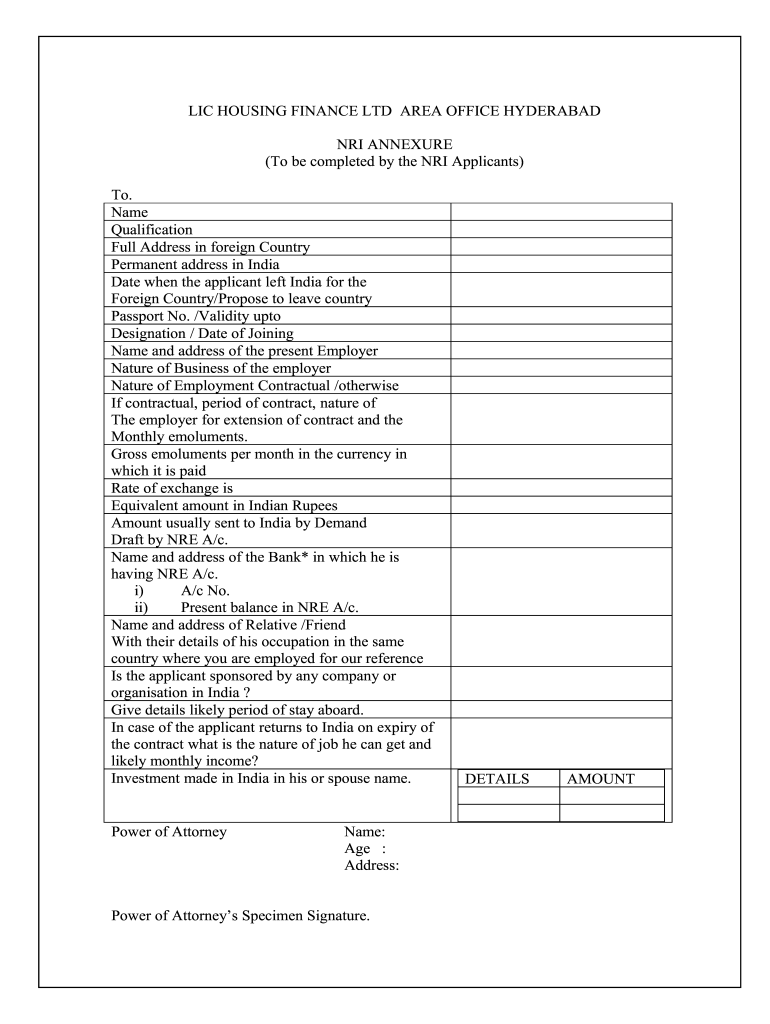 LIC HOUSING FINANCE LTD AREA OFFICE HYDERABAD
NRI ANNEXURE
(To be completed by the NRI Applicants)
To.
Name
Qualification
Full Address in foreign Country
Permanent address in India
Date when the applicant left India for the
Foreign Country/Propose to leave country
Passport No. /Validity upto
Designation / Date of Joining
Name and address of the present Employer
Nature of Business of the employer
Nature of Employment Contractual /otherwise
If contractual, period of contract, nature of
The employer for extension of contract and the
Monthly emoluments.
Gross emoluments per month in the currency in
which it is paid
Rate of exchange is
Equivalent amount in Indian Rupees
Amount usually sent to India by Demand
Draft by NRE A/c.
Name and address of the Bank* in which he is
having NRE A/c.
i) A/c No.
ii) Present balance in NRE A/c.
Name and address of Relative /Friend
With their details of his occupation in the same
country where you are employed for our reference
Is the applicant sponsored by any company or
organisation in India ?
Give details likely period of stay aboard.
In case of the applicant returns to India on expiry of
the contract what is the nature of job he can get and
likely monthly income?
Investment made in India in his or spouse name. DETAILS AMOUNT
Power of Attorney Name:
Age :
Address:
Power of Attorney’s Specimen Signature.